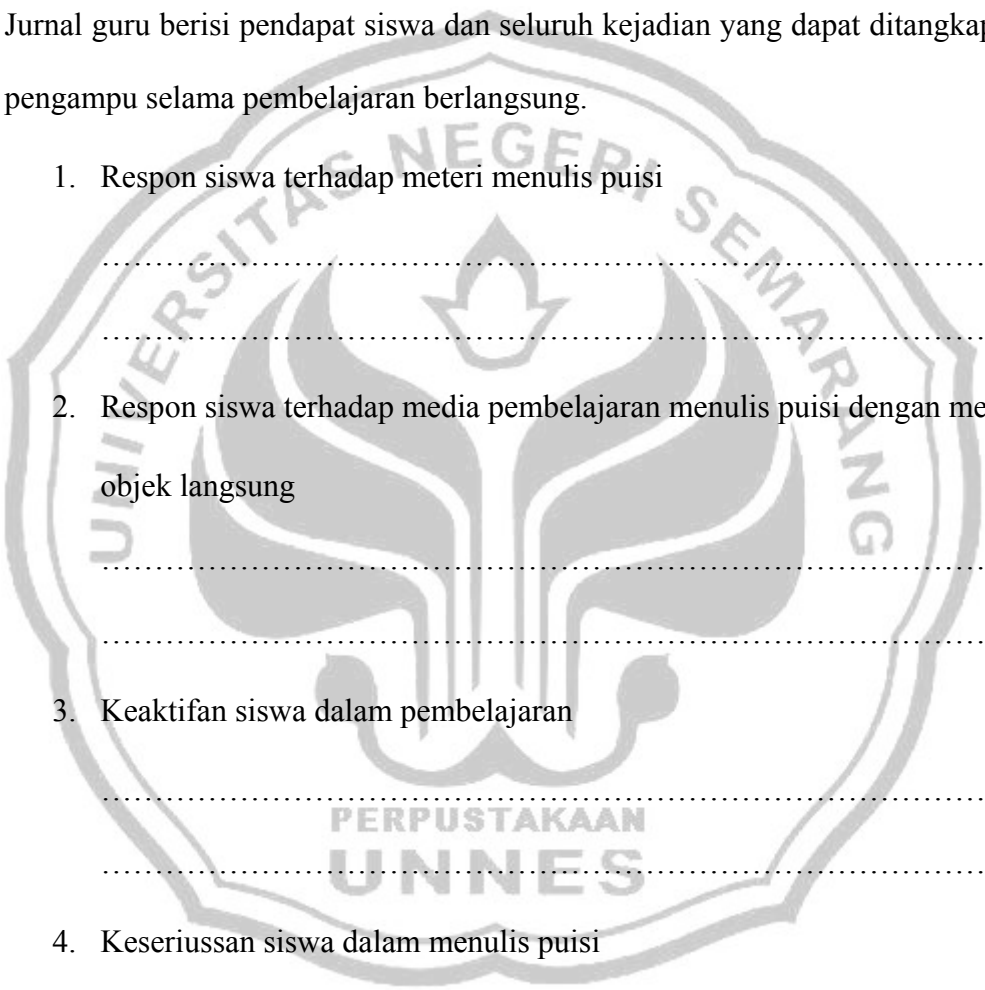 Jurnal guru berisi pendapat siswa dan seluruh kejadian yang dapat ditangkap
pengampu selama pembelajaran berlangsung.
1. Respon siswa terhadap meteri menulis puisi
……………………………………………………………………………
……………………………………………………………………………
2. Respon siswa terhadap media pembelajaran menulis puisi dengan me
objek langsung
……………………………………………………………………………
……………………………………………………………………………
3. Keaktifan siswa dalam pembelajaran
……………………………………………………………………………
……………………………………………………………………………
4. Keseriussan siswa dalam menulis puisi
UNIVERSITAS NEGERI SEMARANG
PERPUSTAKAAN
UNNES